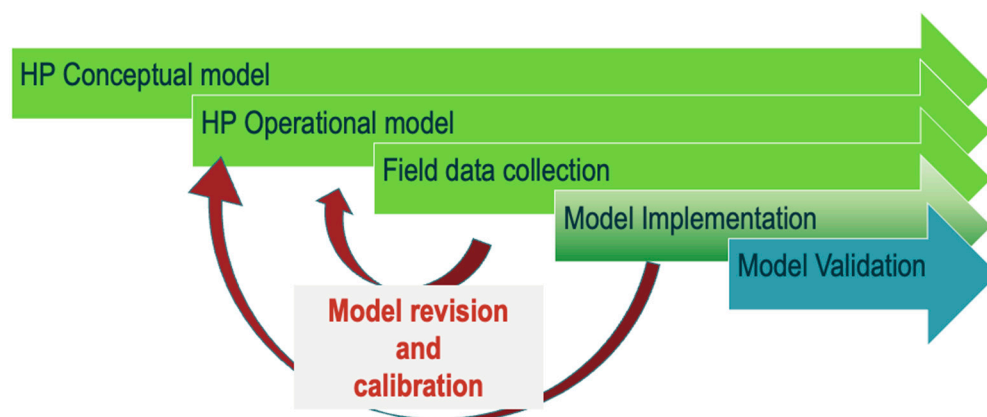 HP Conceptual model
HP Operational model
Field data collection
Model Implementation
Model Validation
Model revision
and
calibration